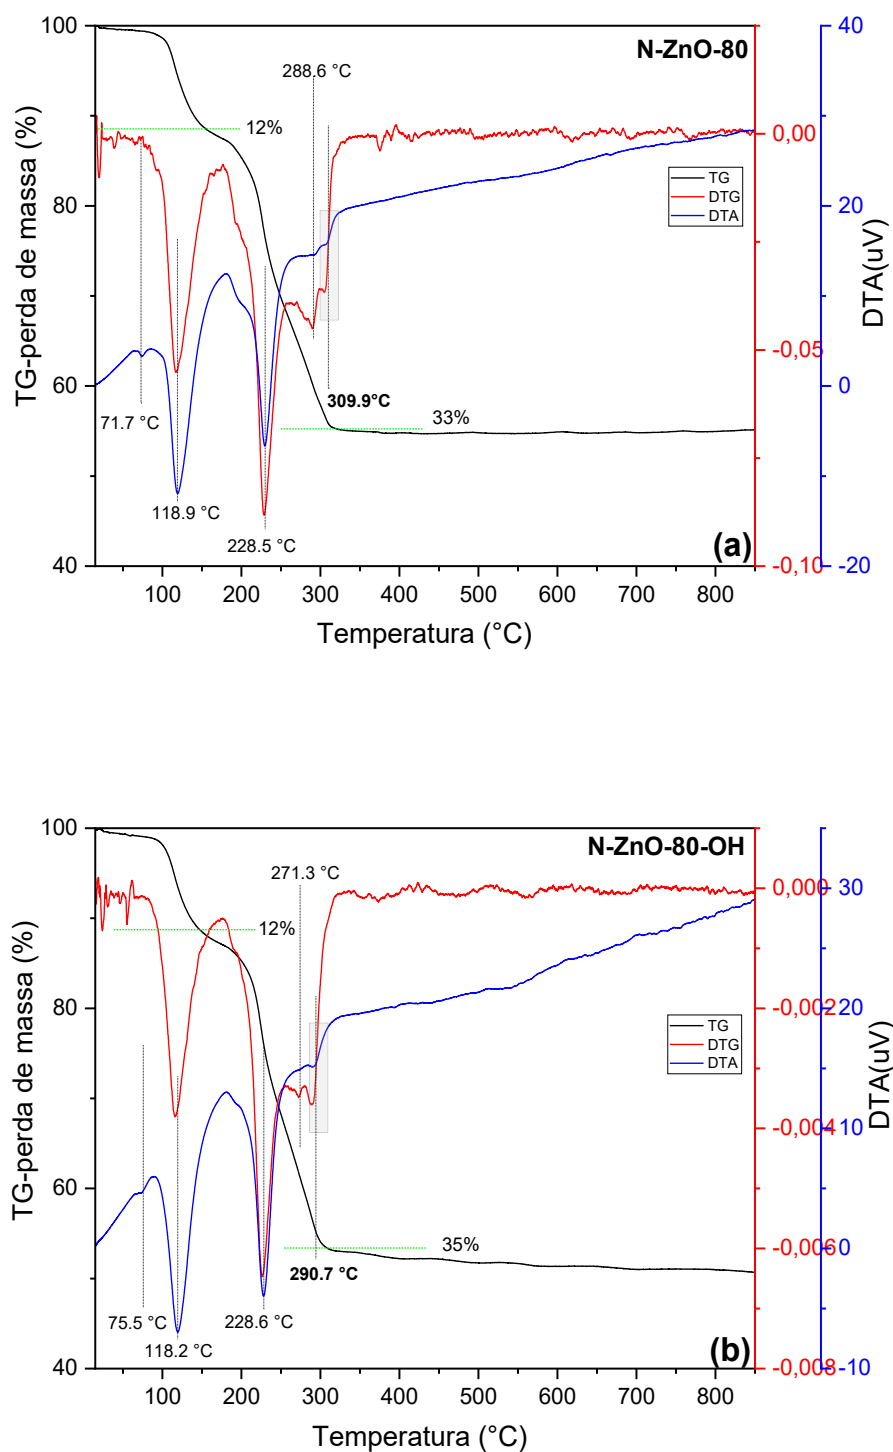 N-ZnO-80
TG-perda de massa (%)
100
80
60
40
288.6 °C
12%
TG
DTG
DTA
0,00
-0,05
-0,10
40
20
0
-20
DTA(uV)
309.9°C
33%
71.7 °C
118.9 °C
228.5 °C
(a)
100 200 300 400 500 600 700 800
Temperatura (°C)
N-ZnO-80-OH
TG-perda de massa (%)
100
80
60
40
271.3 °C
12%
TG
DTG
DTA
0,000
-0,002
-0,004
-0,006
-0,008
30
20
10
0
-10
DTA(uV)
35%
290.7 °C
75.5 °C
228.6 °C
118.2 °C
(b)
100 200 300 400 500 600 700 800
Temperatura (°C)